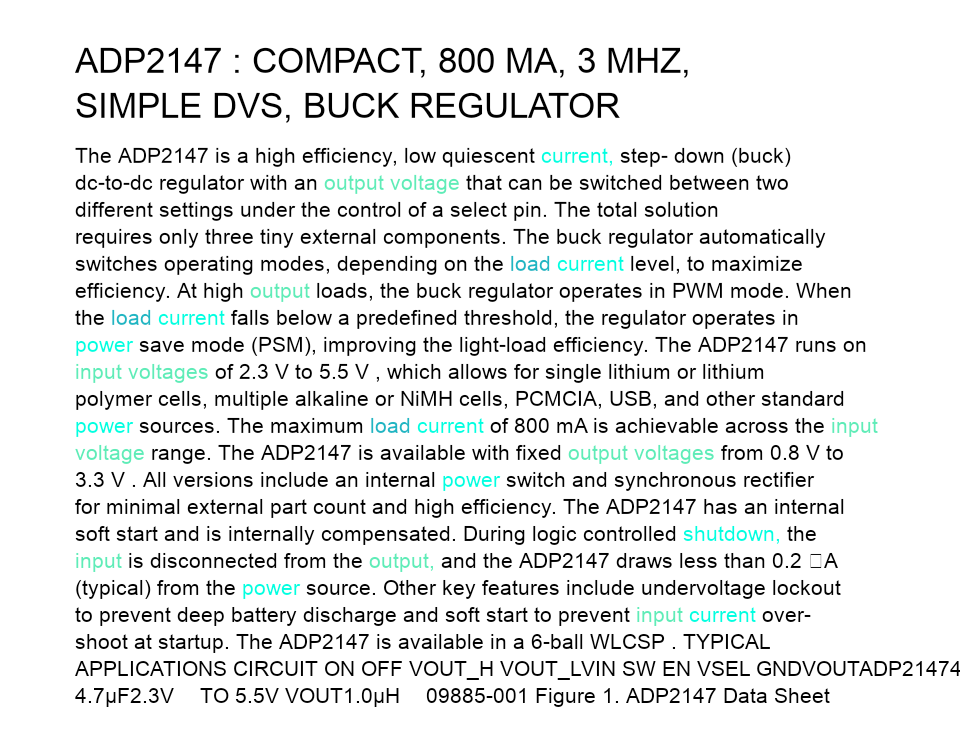 ADP2147 : COMPACT, 800 MA, 3 MHZ,
SIMPLE DVS, BUCK REGULATOR
The ADP2147 is a high efficiency, low quiescent current, step- down (buck)
dc-to-dc regulator with an output voltage that can be switched between two
different settings under the control of a select pin. The total solution
requires only three tiny external components. The buck regulator automatically
switches operating modes, depending on the load current level, to maximize
efficiency. At high output loads, the buck regulator operates in PWM mode. When
the load current falls below a predefined threshold, the regulator operates in
power save mode (PSM), improving the light-load efficiency. The ADP2147 runs on
input voltages of 2.3 V to 5.5 V , which allows for single lithium or lithium
polymer cells, multiple alkaline or NiMH cells, PCMCIA, USB, and other standard
power sources. The maximum load current of 800 mA is achievable across the input
voltage range. The ADP2147 is available with fixed output voltages from 0.8 V to
3.3 V . All versions include an internal power switch and synchronous rectifier
for minimal external part count and high efficiency. The ADP2147 has an internal
soft start and is internally compensated. During logic controlled shutdown, the
input is disconnected from the output, and the ADP2147 draws less than 0.2 □A
(typical) from the power source. Other key features include undervoltage lockout
to prevent deep battery discharge and soft start to prevent input current over-
shoot at startup. The ADP2147 is available in a 6-ball WLCSP . TYPICAL
APPLICATIONS CIRCUIT ON OFF VOUT_H VOUT_LVIN SW EN VSEL GNDVOUTADP21474
4.7μF2.3V TO 5.5V VOUT1.0μH 09885-001 Figure 1. ADP2147 Data Sheet